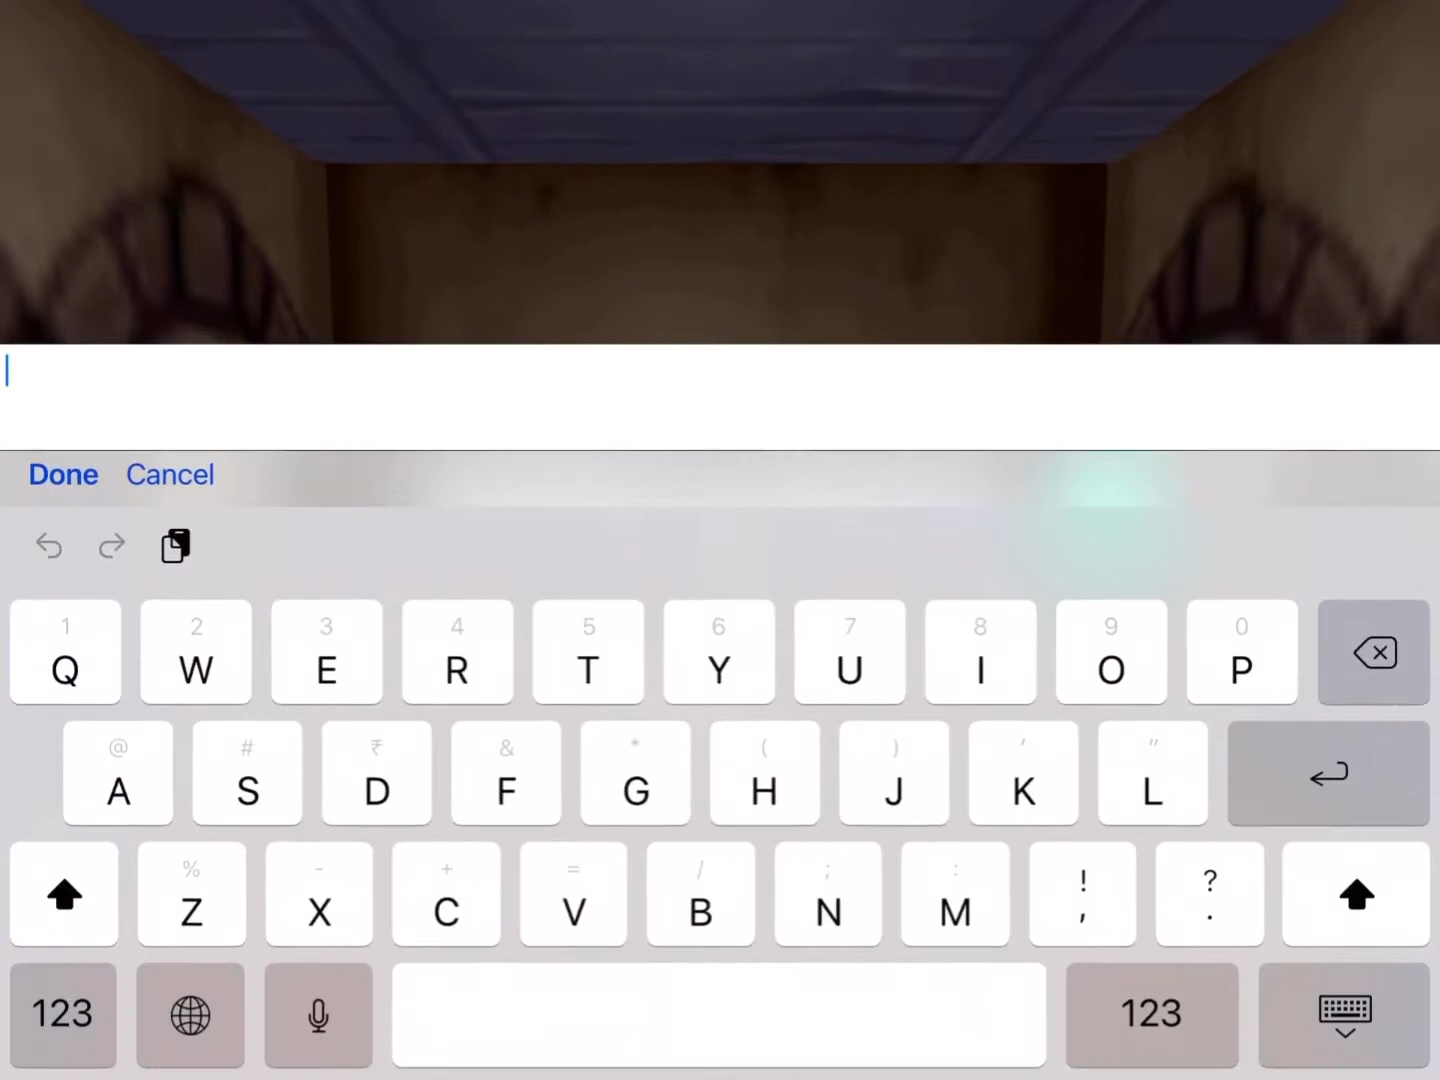 Done Cancel
1 2 3 4 5 6 7 8 9 0
Q W E R T Y U I O P
@ # ₹ & * ( ) ' "
A S D F G H J K L
% - + = / ; : ! ?
Z X C V B N M , .
123 123